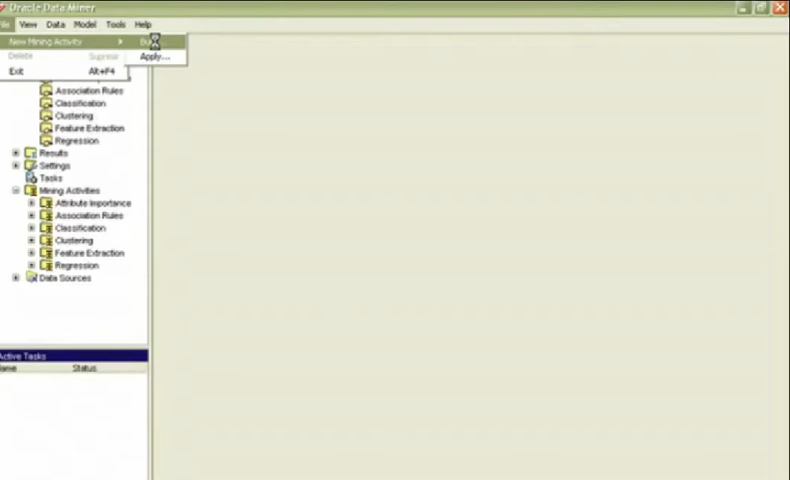 Oracle Data Miner
View Data Model Tools Help
New Mining Activity
Delete
Apply...
Exit Alt+F4
Association Rules
Classification
Clustering
Feature Extraction
Regression
Results
Settings
Tasks
Mining Activities
Attribute Importance
Association Rules
Classification
Clustering
Feature Extraction
Regression
Data Sources
Active Tasks
Status